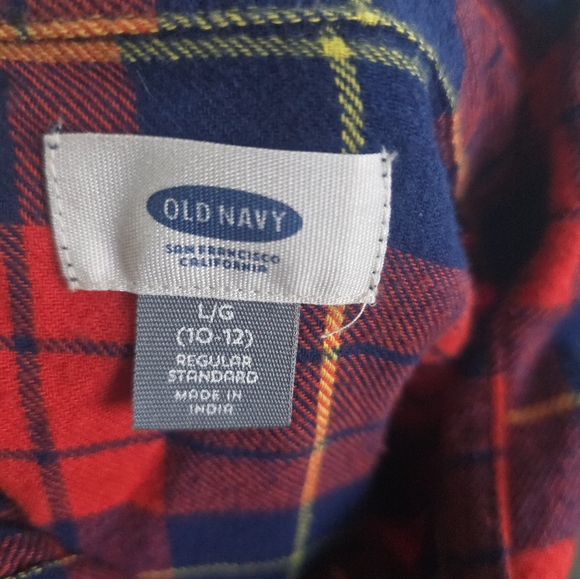 OLD NAVY
SAN FRANCISCO
CALIFORNIA
L/G
(10-12)
REGULAR
STANDARD
MADE IN
INDIA